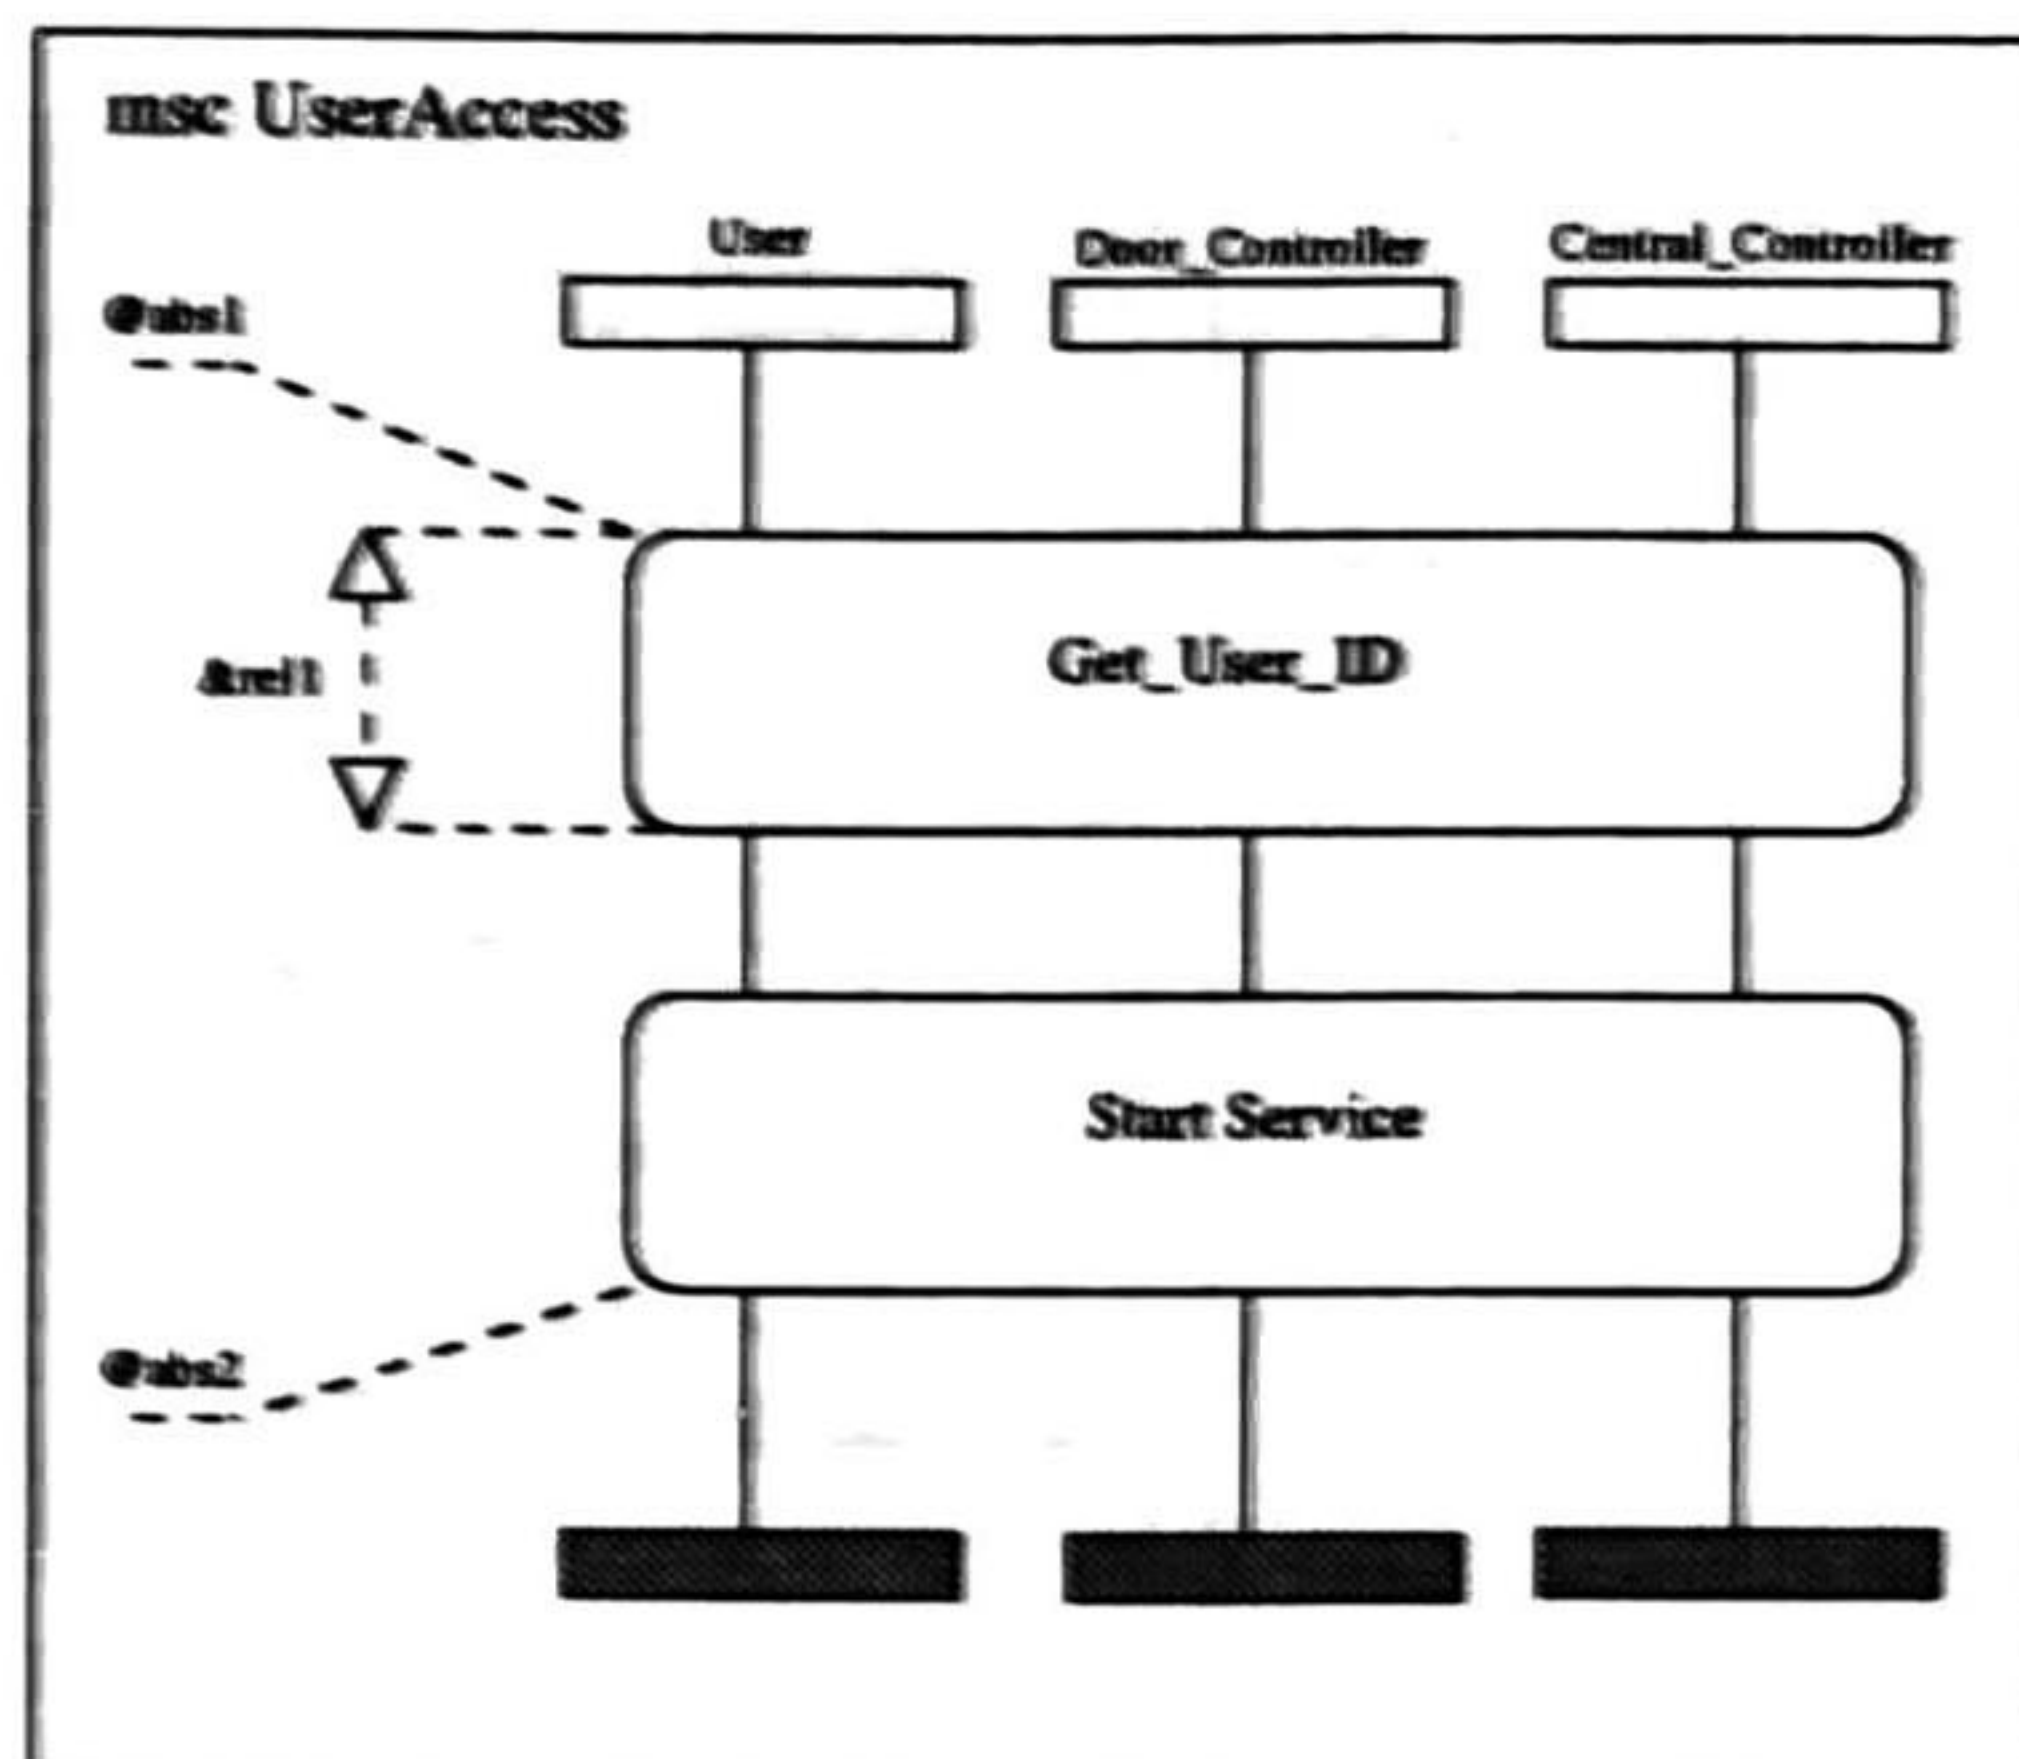 msc UserAccess
User
Door_Controller
Central_Controller
@abs1
&rel1
Get_User_ID
Start Service
@abs2